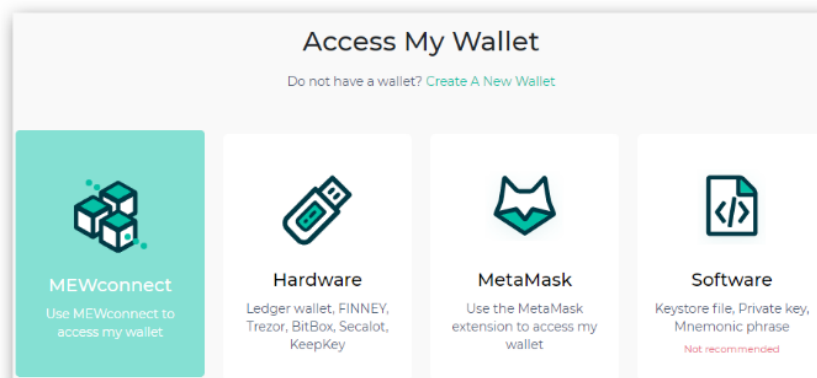 Access My Wallet
Do not have a wallet? Create A New Wallet
MEWconnect
Use MEWconnect to
access my wallet
Hardware
Ledger wallet, FINNEY,
Trezor, BitBox, Secalot,
KeepKey
MetaMask
Use the MetaMask
extension to access my
wallet
Software
Keystore file, Private key,
Mnemonic phrase
Not recommended